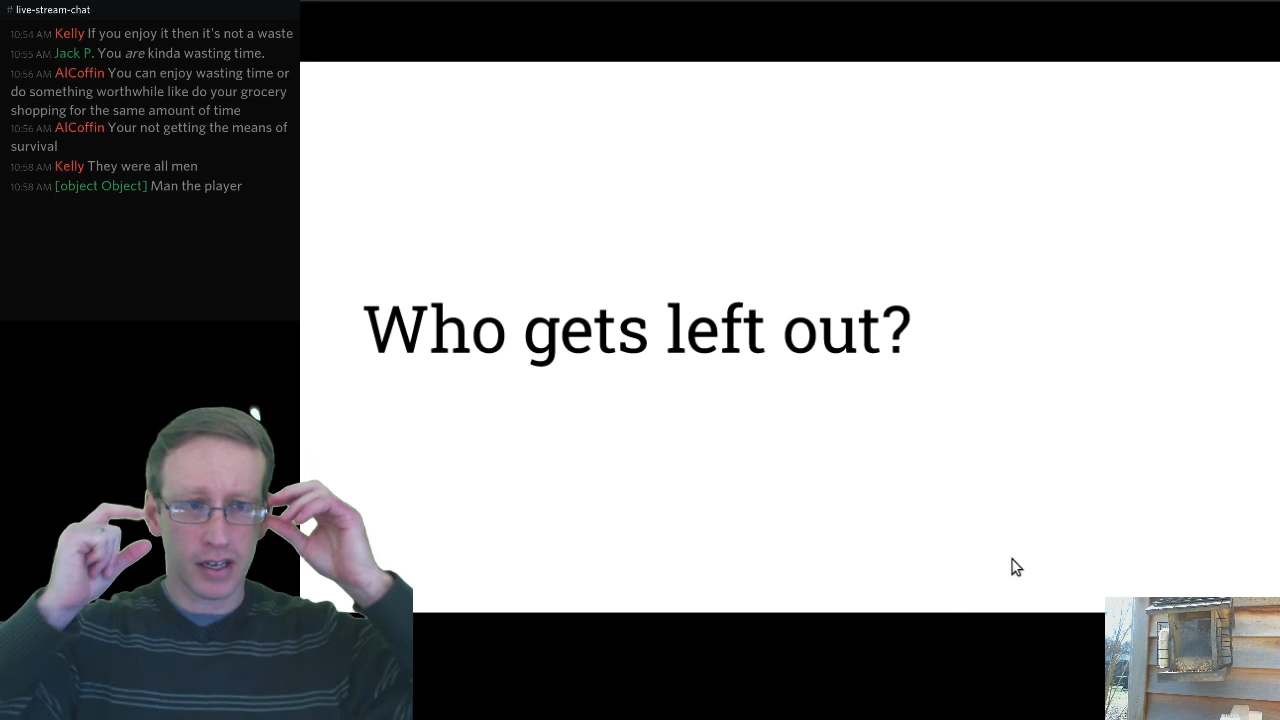 # live-stream-chat
10:54 AM Kelly If you enjoy it then it's not a waste
10:55 AM Jack P. You are kinda wasting time.
10:56 AM AlCoffin You can enjoy wasting time or
do something worthwhile like do your grocery
shopping for the same amount of time
10:56 AM AlCoffin Your not getting the means of
survival
10:58 AM Kelly They were all men
10:58 AM [object Object] Man the player
Who gets left out?